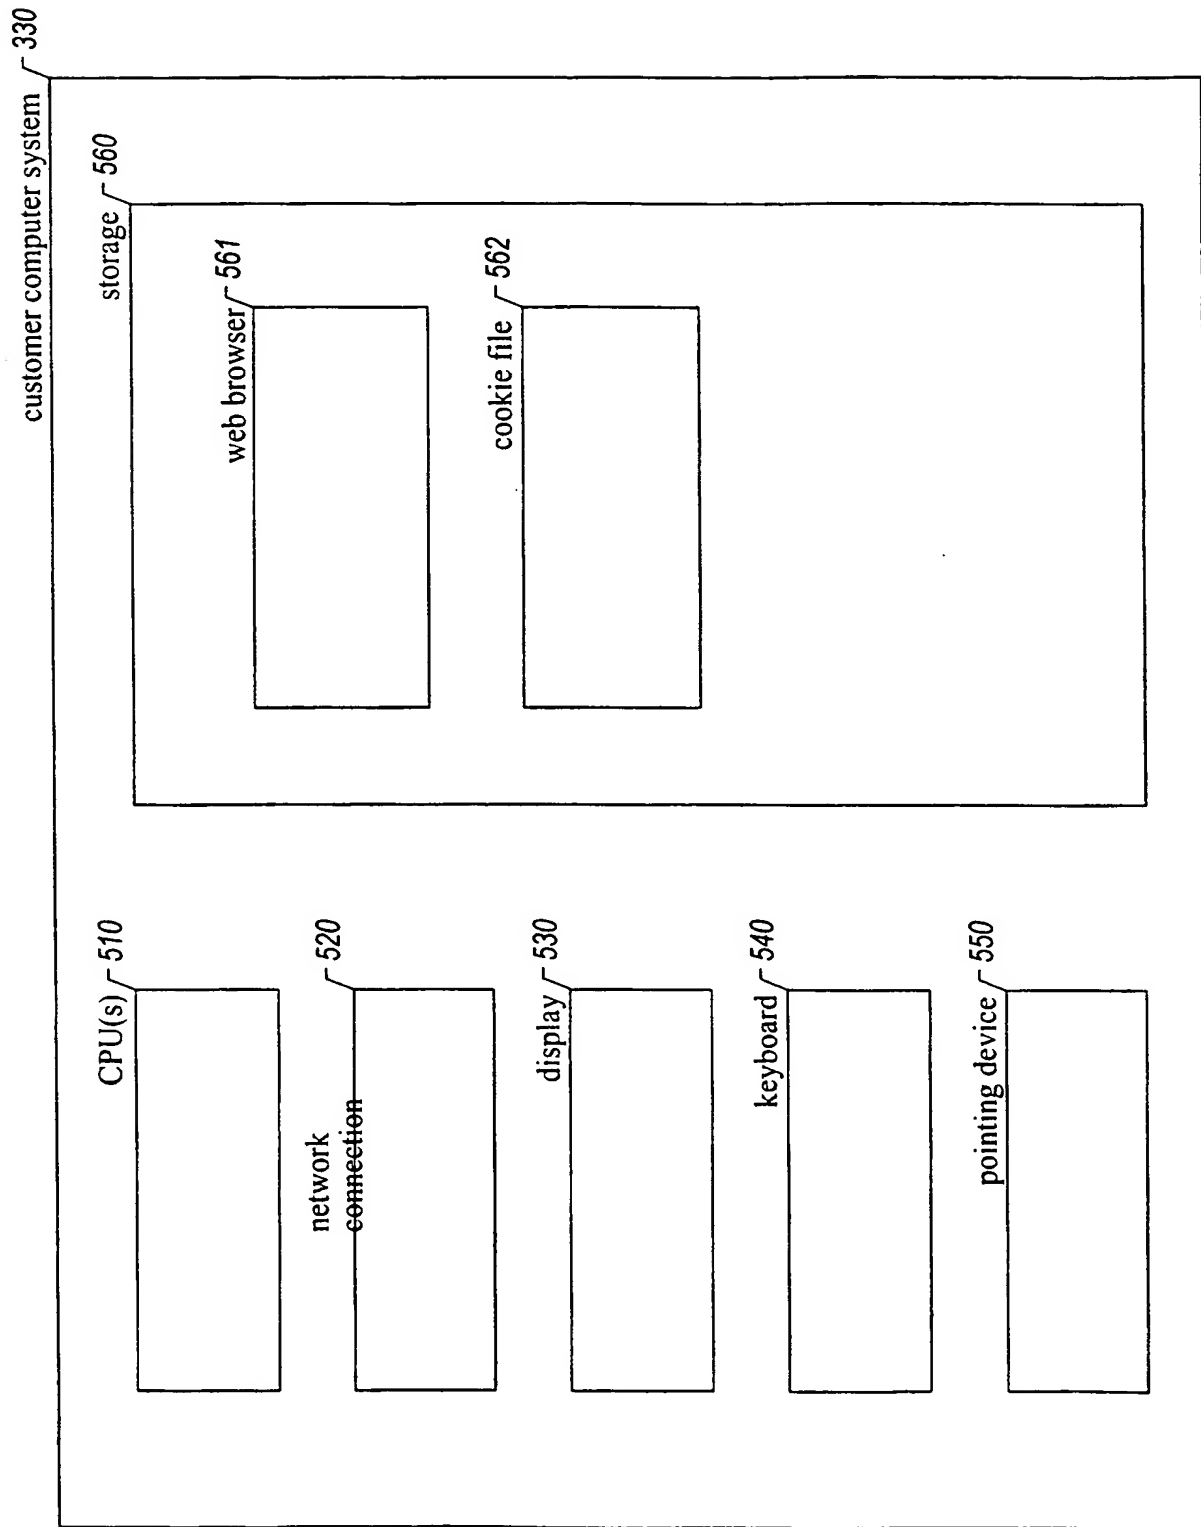 customer computer system 330
CPU(s) 510
network
connection 520
display 530
keyboard 540
pointing device 550
storage 560
web browser 561
cookie file 562